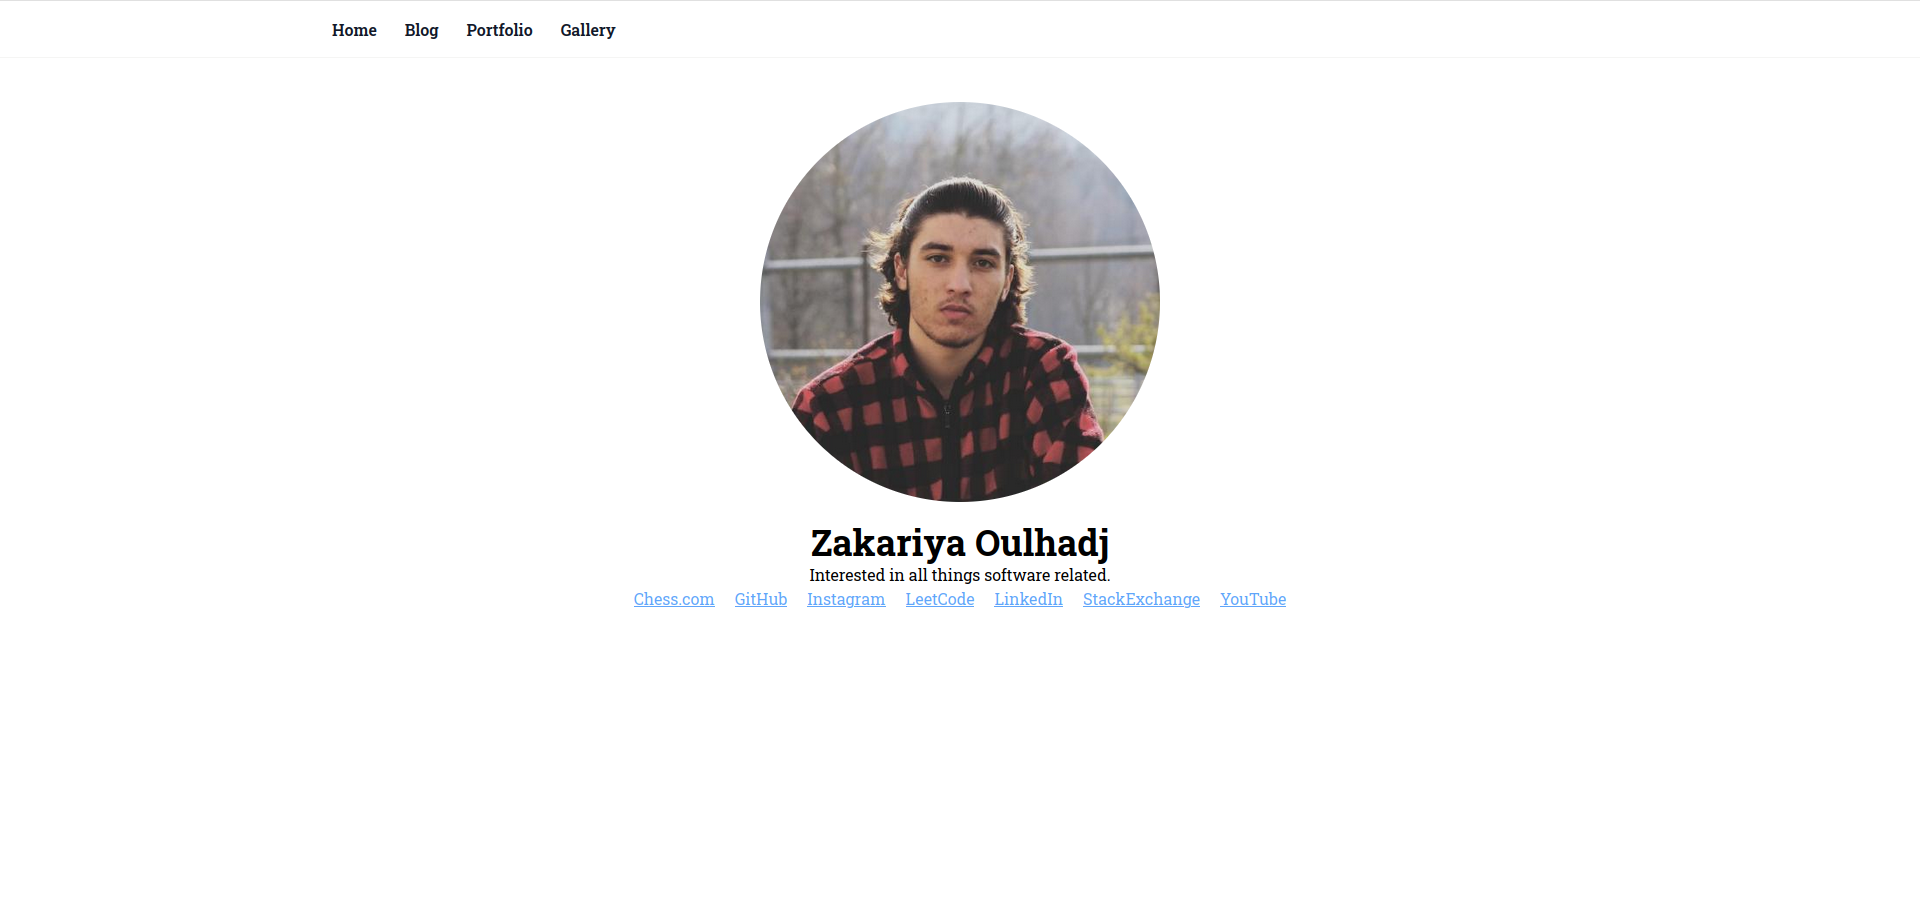 Home Blog Portfolio Gallery
Zakariya Oulhadj
Interested in all things software related.
Chess.com GitHub Instagram LeetCode LinkedIn StackExchange YouTube